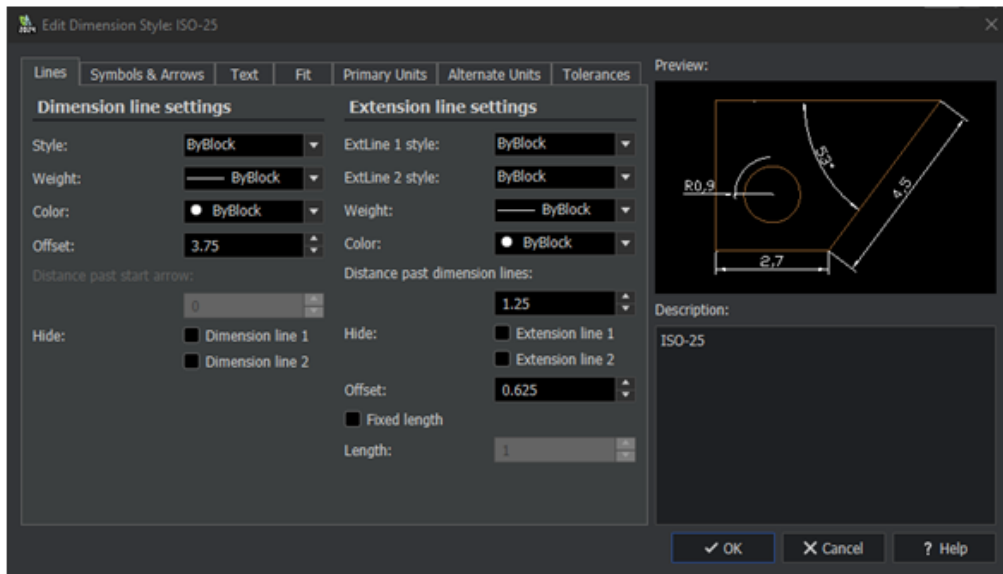 2024 Edit Dimension Style: ISO-25
Lines Symbols & Arrows Text Fit Primary Units Alternate Units Tolerances
Dimension line settings
Style: ByBlock
Weight: ByBlock
Color: ByBlock
Offset: 3.75
Distance past start arrow:
0
Hide: Dimension line 1
Dimension line 2
Extension line settings
ExtLine 1 style: ByBlock
ExtLine 2 style: ByBlock
Weight: ByBlock
Color: ByBlock
Distance past dimension lines:
1.25
Hide: Extension line 1
Extension line 2
Offset: 0.625
Fixed length
Length: 1
Preview:
53°
R0,9
4,5
2,7
Description:
ISO-25
OK Cancel ? Help